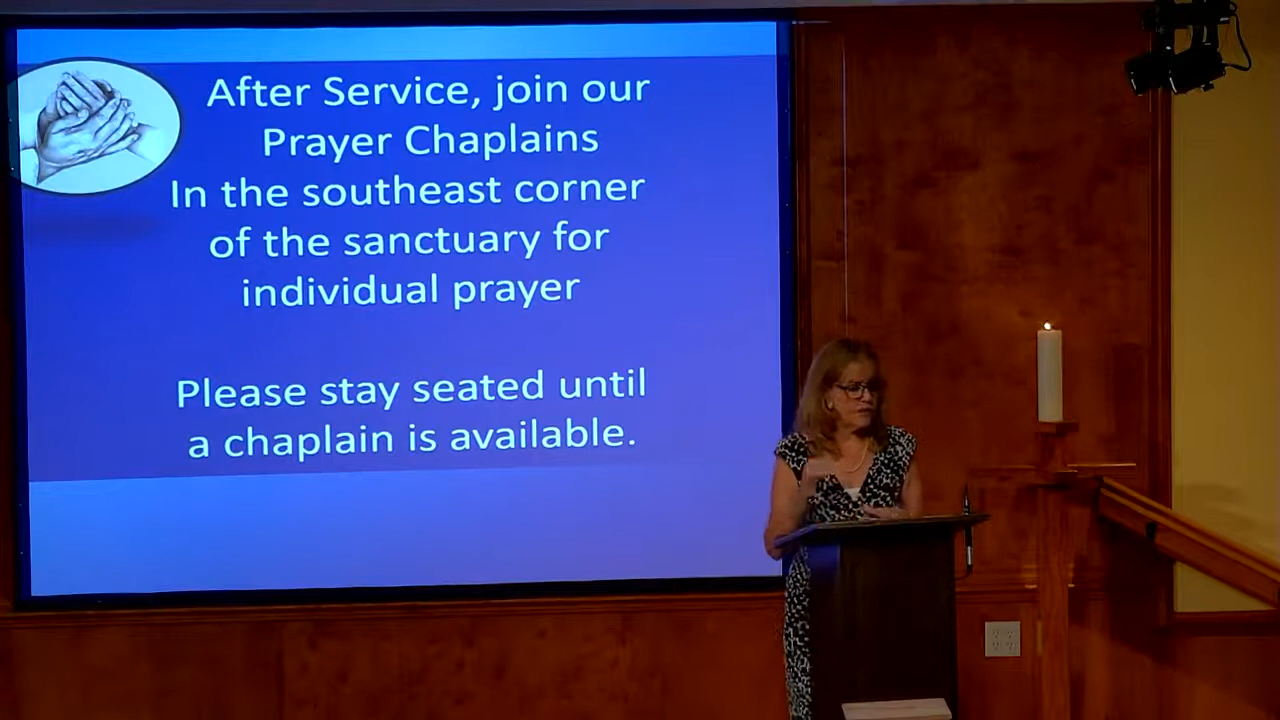 After Service, join our
Prayer Chaplains
In the southeast corner
of the sanctuary for
individual prayer
Please stay seated until
a chaplain is available.